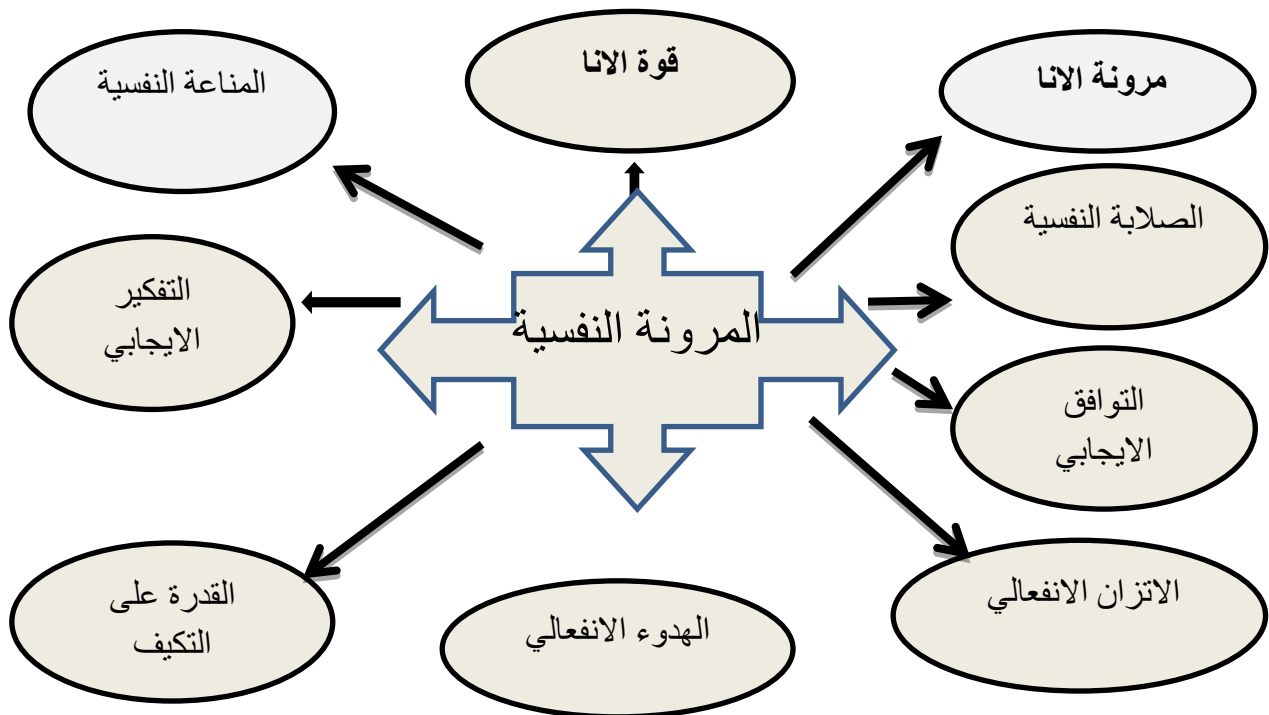 مرونة الانا
قوة الانا
المناعة النفسية
الصلابة النفسية
التفكير
الايجابي
المرونة النفسية
التوافق
الايجابي
الاتزان الانفعالي
الهدوء الانفعالي
القدرة على
التكيف